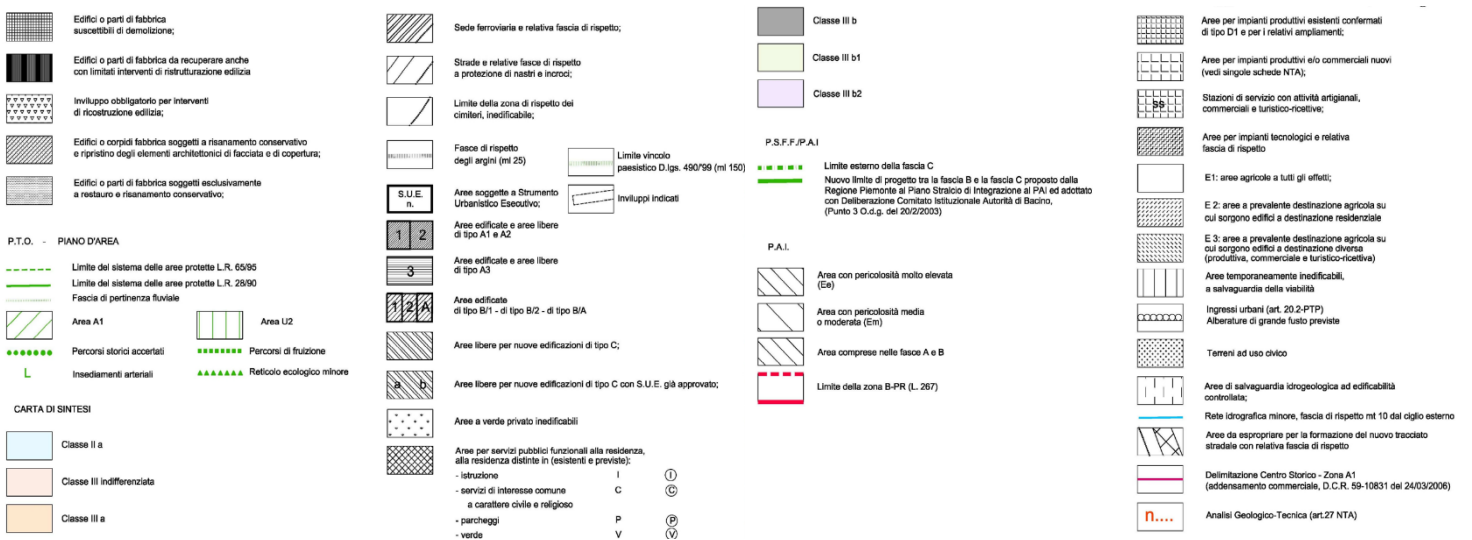 Edifici o parti di fabbrica
suscettibili di demolizione;
Edifici o parti di fabbrica da recuperare anche
con limitati interventi di ristrutturazione edilizia
Inviluppo obbligatorio per interventi
di ricostruzione edilizia;
Edifici o corpidi fabbrica soggetti a risanamento conservativo
e ripristino degli elementi architettonici di facciata e di copertura;
Edifici o parti di fabbrica soggetti esclusivamente
a restauro e risanamento conservativo;
P.T.O. - PIANO D'AREA
Limite del sistema delle aree protette L.R. 65/95
Limite del sistema delle aree protette L.R. 28/90
Fascia di pertinenza fluviale
Area A1
Area U2
Percorsi storici accertati
Percorsi di fruizione
L
Insediamenti arteriali
Reticolo ecologico minore
CARTA DI SINTESI
Classe II a
Classe III indifferenziata
Classe III a
Sede ferroviaria e relativa fascia di rispetto;
Strade e relative fasce di rispetto
a protezione di nastri e incroci;
Limite della zona di rispetto dei
cimiteri, inedificabile;
Fasce di rispetto
degli argini (ml 25)
Limite vincolo
paesistico D.lgs. 490/'99 (ml 150)
S.U.E.
n.
Aree soggette a Strumento
Urbanistico Esecutivo;
Inviluppi indicati
1 2
Aree edificate e aree libere
di tipo A1 e A2
3
Aree edificate e aree libere
di tipo A3
1 2 A
Aree edificate
di tipo B/1 - di tipo B/2 - di tipo B/A
Aree libere per nuove edificazioni di tipo C;
a b
Aree libere per nuove edificazioni di tipo C con S.U.E. già approvato;
Aree a verde privato inedificabili
Aree per servizi pubblici funzionali alla residenza,
alla residenza distinte in (esistenti e previste);
- istruzione I I
- servizi di interesse comune C C
a carattere civile e religioso
- parcheggi P P
- verde V V
Classe III b
Classe III b1
Classe III b2
P.S.F.F./P.A.I
Limite esterno della fascia C
Nuovo limite di progetto tra la fascia B e la fascia C proposto dalla
Regione Piemonte al Piano Stralcio di Integrazione al PAI ed adottato
con Deliberazione Comitato Istituzionale Autorità di Bacino,
(Punto 3 O.d.g. del 20/2/2003)
P.A.I.
Area con pericolosità molto elevata
(Ee)
Area con pericolosità media
o moderata (Em)
Area comprese nelle fasce A e B
Limite della zona B-PR (L. 267)
Aree per impianti produttivi esistenti confermati
di tipo D1 e per i relativi ampliamenti;
Aree per impianti produttivi e/o commerciali nuovi
(vedi singole schede NTA);
SS
Stazioni di servizio con attività artigianali,
commerciali e turistico-ricettive;
Aree per impianti tecnologici e relativa
fascia di rispetto
E1: aree agricole a tutti gli effetti;
E 2: aree a prevalente destinazione agricola su
cui sorgono edifici a destinazione residenziale
E 3: aree a prevalente destinazione agricola su
cui sorgono edifici a destinazione diversa
(produttiva, commerciale e turistico-ricettiva)
Aree temporaneamente inedificabili,
a salvaguardia della viabilità
Ingressi urbani (art. 20.2-PTP)
Alberature di grande fusto previste
Terreni ad uso civico
Aree di salvaguardia idrogeologica ad edificabilità
controllata;
Rete idrografica minore, fascia di rispetto mt 10 dal ciglio esterno
Aree da espropriare per la formazione del nuovo tracciato
stradale con relativa fascia di rispetto
Delimitazione Centro Storico - Zona A1
(addensamento commerciale, D.C.R. 59-10831 del 24/03/2006)
n....
Analisi Geologico-Tecnica (art.27 NTA)